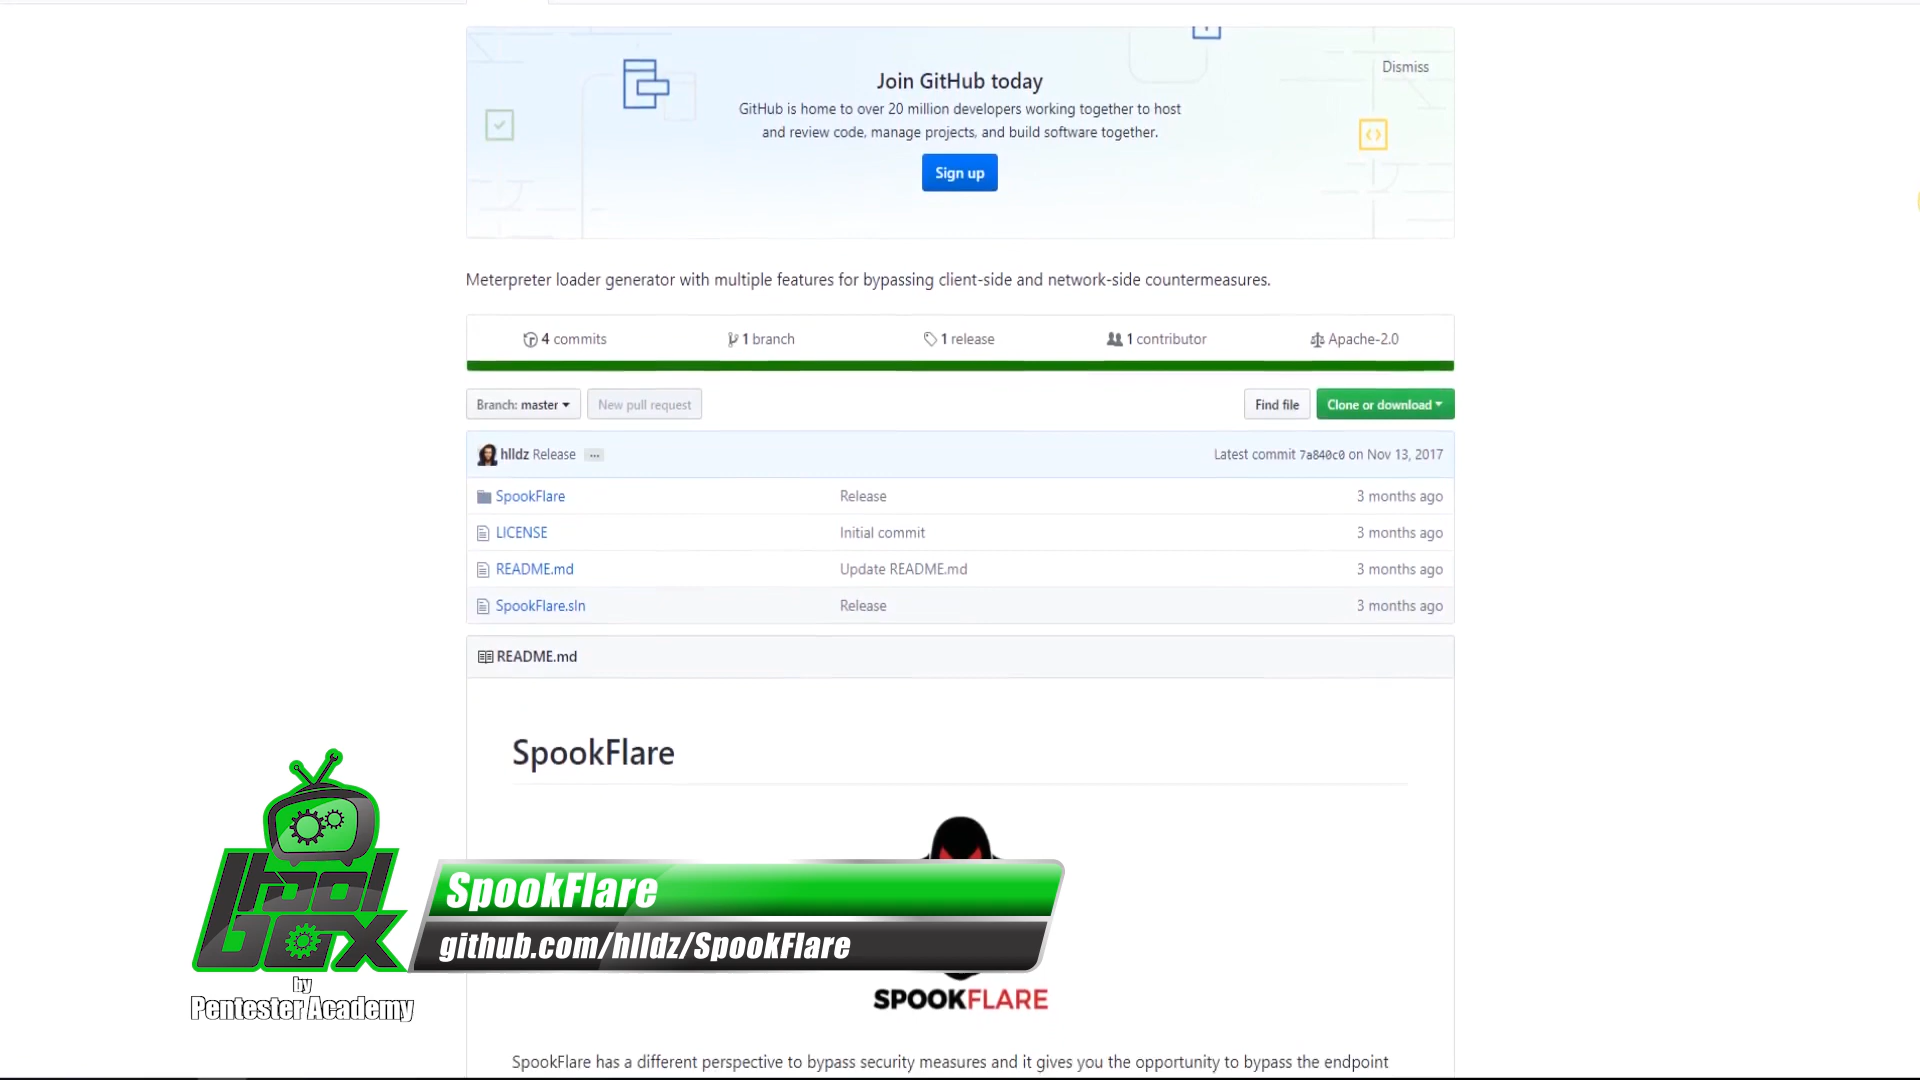 Join GitHub today
Dismiss
GitHub is home to over 20 million developers working together to host
and review code, manage projects, and build software together.
Sign up
Meterpreter loader generator with multiple features for bypassing client-side and network-side countermeasures.
4 commits 1 branch 1 release 1 contributor Apache-2.0
Branch: master New pull request Find file Clone or download
hlldz Release ... Latest commit 7a840c0 on Nov 13, 2017
SpookFlare Release 3 months ago
LICENSE Initial commit 3 months ago
README.md Update README.md 3 months ago
SpookFlare.sln Release 3 months ago
README.md
SpookFlare
SpookFlare
github.com/hlldz/SpookFlare
tool
box
by
Pentester Academy
SPOOKFLARE
SpookFlare has a different perspective to bypass security measures and it gives you the opportunity to bypass the endpoint